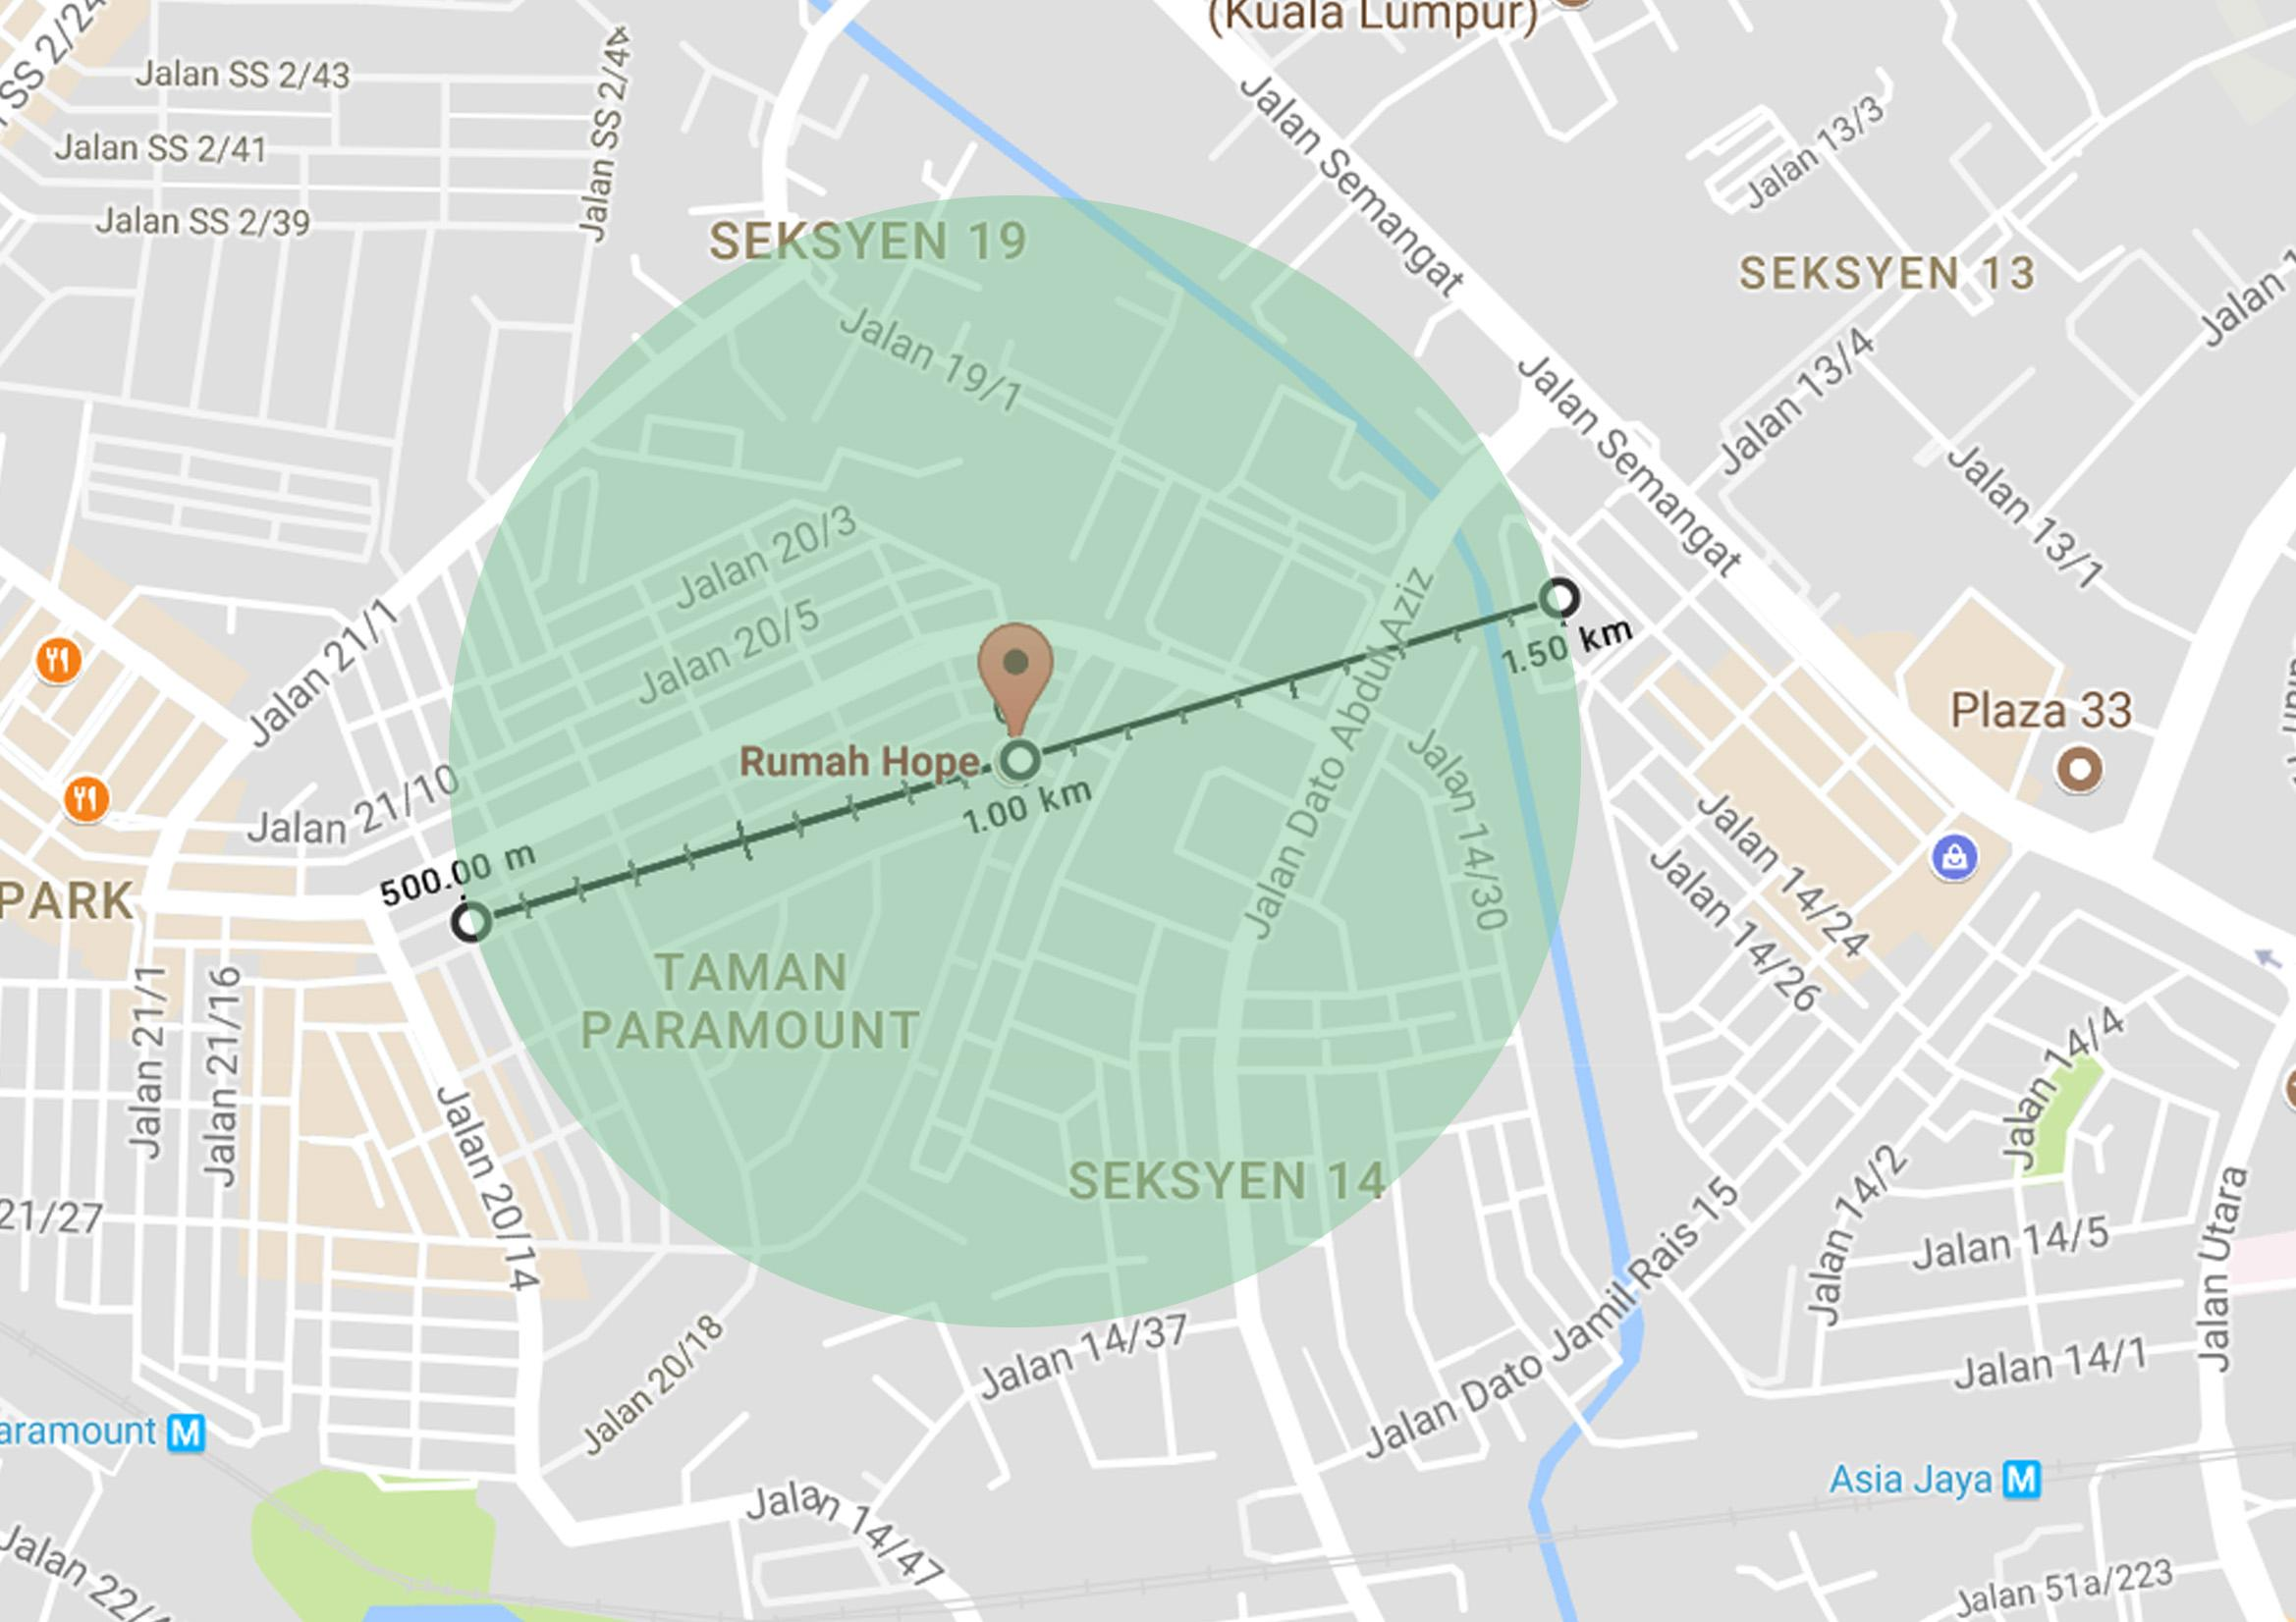 (Kuala Lumpur)
Jalan SS 2/43
Jalan SS 2/44
SS 2/24
Jalan SS 2/41
Jalan SS 2/39
SEKSYEN 19
Jalan Semangat
Jalan 13/3
SEKSYEN 13
Jalan 19/1
Jalan 13/4
Jalan Semangat
Jalan 13/1
Jalan 20/3
Jalan 20/5
Jalan 21/1
Jalan Dato Abdul Aziz
1.50 km
Plaza 33
Rumah Hope
1.00 km
Jalan 21/10
500.00 m
Jalan 14/30
Jalan 14/24
Jalan 14/26
PARK
TAMAN
PARAMOUNT
Jalan 21/1
Jalan 21/16
Jalan 14/4
Jalan 20/14
SEKSYEN 14
21/27
Jalan 14/2
Jalan 14/5
Jalan Utara
Jalan Dato Jamil Rais 15
Jalan 14/37
Jalan 20/18
Jalan 14/1
aramount M
Asia Jaya M
Jalan 14/47
Jalan 22/4
Jalan 51a/223